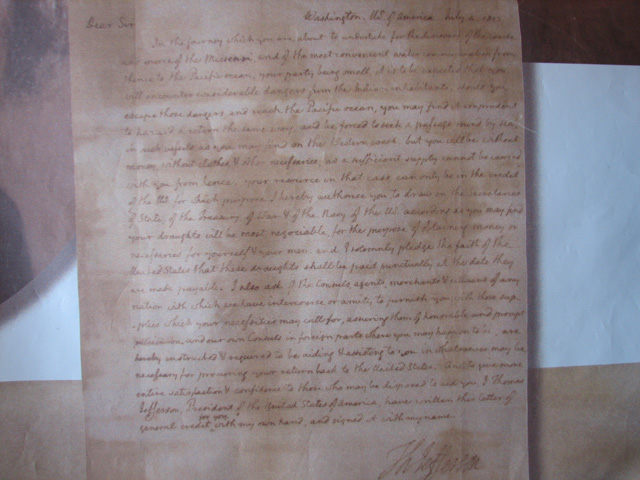 Dear Sir Washington. US. of America. July 4. 1803.
In the journey which you are about to undertake for the discovery of the course
and source of the Missouri, and of the most convenient water communication from
thence to the Pacific ocean, your party being small, it is to be expected that you
will encounter considerable dangers from the Indian inhabitants. should you
escape those dangers and reach the Pacific ocean, you may find it imprudent
to hazard a return the same way, and be forced to seek a passage round by sea,
in such vessels as you may find on the Western coast. but you will be without
money, without clothes & other necessaries; as a sufficient supply cannot be carried
with you from hence. your resource in that case can only be in the credit
of the US. for which purpose I hereby authorise you to draw on the Secretaries
of State, of the Treasury, of War & of the Navy of the US. according as you may find
your draughts will be most negociable, for the purpose of obtaining money or
necessaries for yourself & your men: and I solemnly pledge the faith of the
United States that these draughts shall be paid punctually at the date they
are made payable. I also ask of the Consuls, agents, merchants & citizens of any
nation with which we have intercourse or amity, to furnish you with those sup-
plies which your necessities may call for, assuring them of honorable and prompt
retribution. and our own Consuls in foreign parts where you may happen to be, are
hereby instructed & required to be aiding & assisting to you in whatsoever may be
necessary for procuring your return back to the United States. And to give more
entire satisfaction & confidence to those who may be disposed to aid you, I Thomas
Jefferson, President of the United States of America, have written this letter of
general credit for you with my own hand, and signed it with my name.
Th: Jefferson